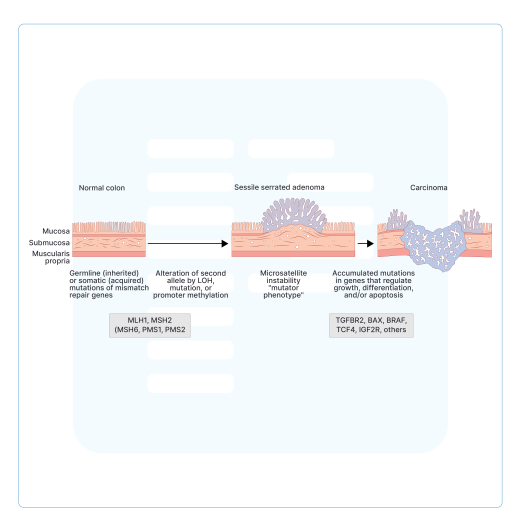 Normal colon
Sessile serrated adenoma
Carcinoma
Mucosa
Submucosa
Muscularis
propria
Germline (inherited)
or somatic (acquired)
mutations of mismatch
repair genes
Alteration of second
allele by LOH,
mutation, or
promoter methylation
Microsatellite
instability
"mutator
phenotype"
Accumulated mutations
in genes that regulate
growth, differentiation,
and/or apoptosis
MLH1, MSH2
(MSH6, PMS1, PMS2
TGFBR2, BAX, BRAF,
TCF4, IGF2R, others